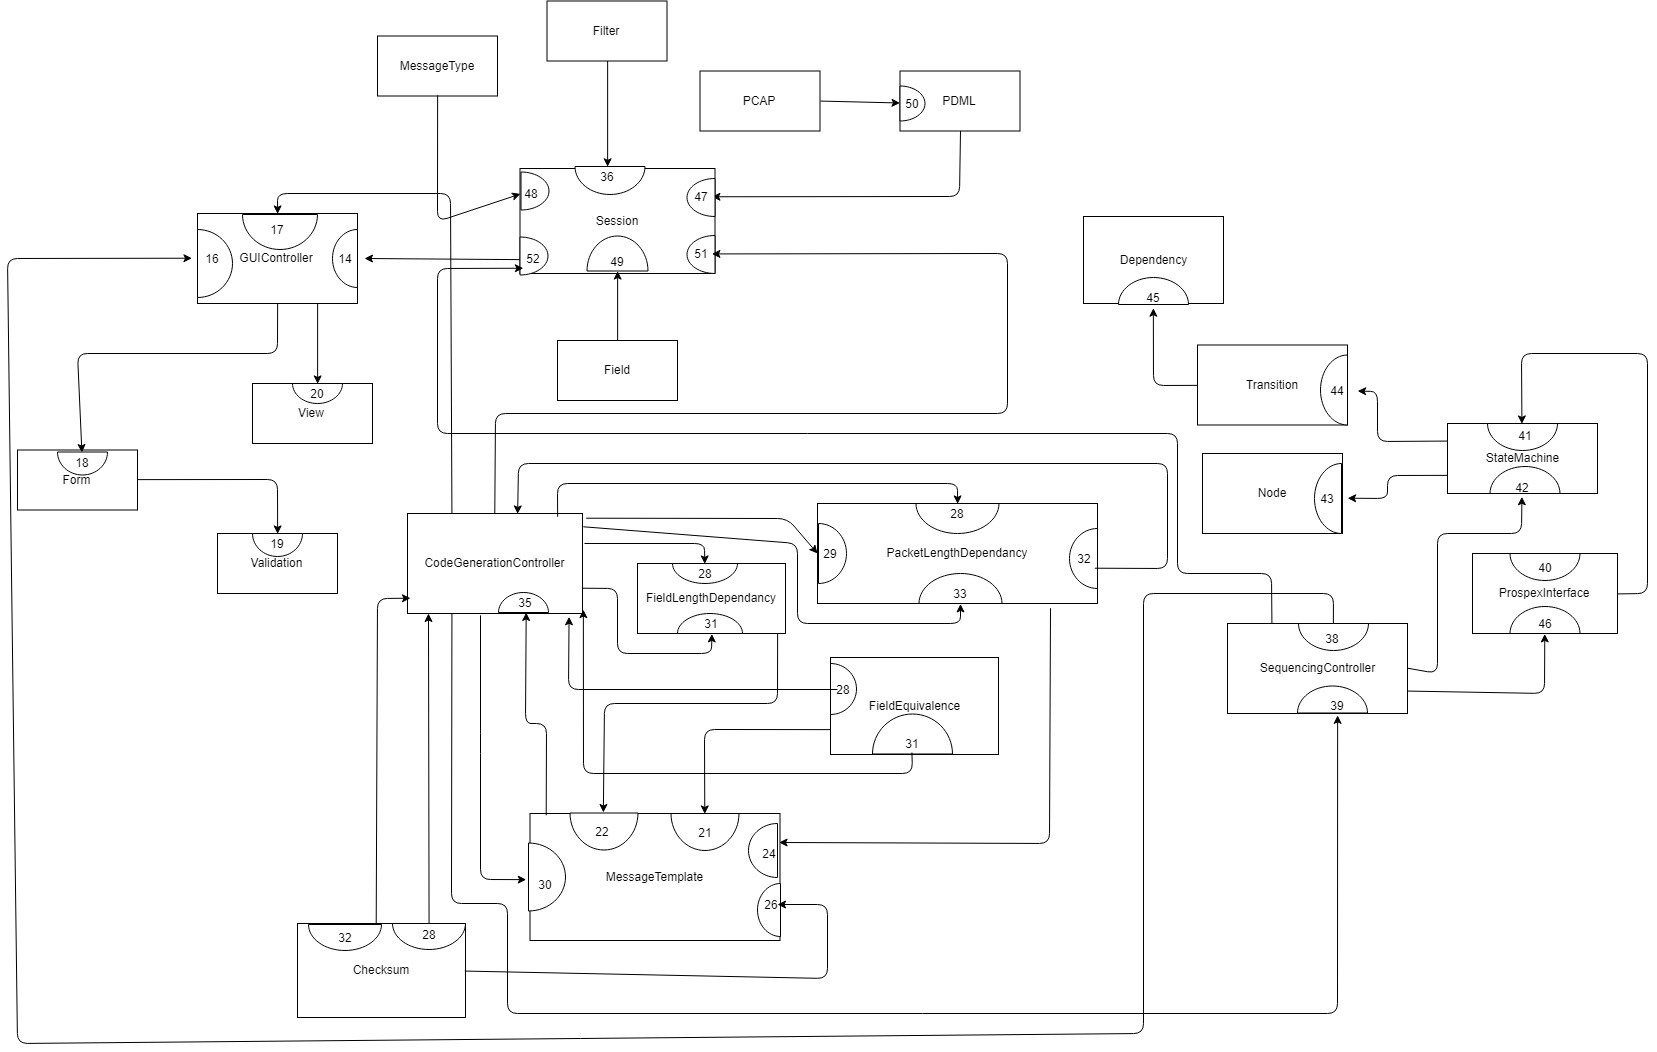 Filter
MessageType
PCAP
50
PDML
36
48
47
Session
17
16
GUIController
14
52
49
51
Dependency
45
Field
Transition
44
20
View
41
StateMachine
42
18
Form
Node
43
28
29
PacketLengthDependancy
32
33
19
Validation
CodeGenerationController
35
28
FieldLengthDependancy
31
40
ProspexInterface
46
38
SequencingController
39
28
FieldEquivalence
31
22
21
24
MessageTemplate
30
26
32
28
Checksum